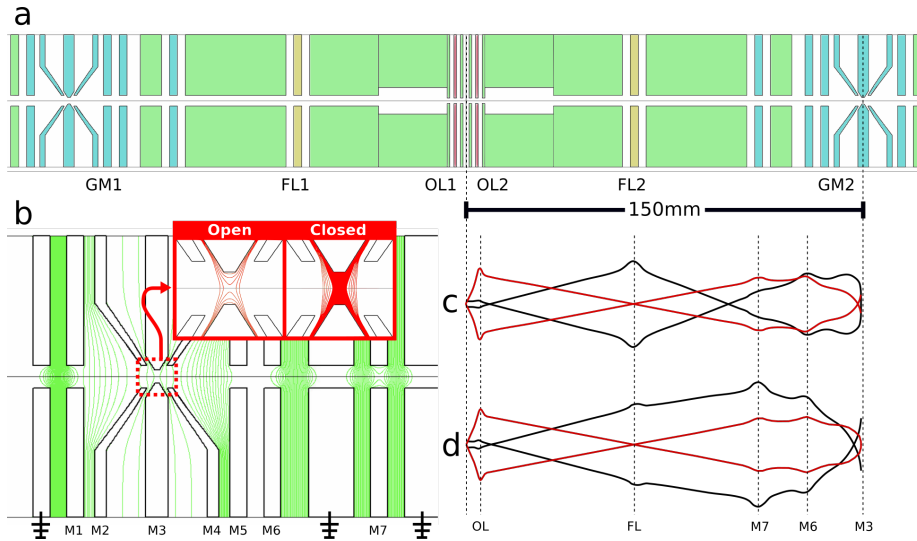 a
GM1 FL1 OL1 OL2 FL2 GM2
150mm
b
Open Closed
M1 M2 M3 M4 M5 M6 M7
c
d
OL FL M7 M6 M3